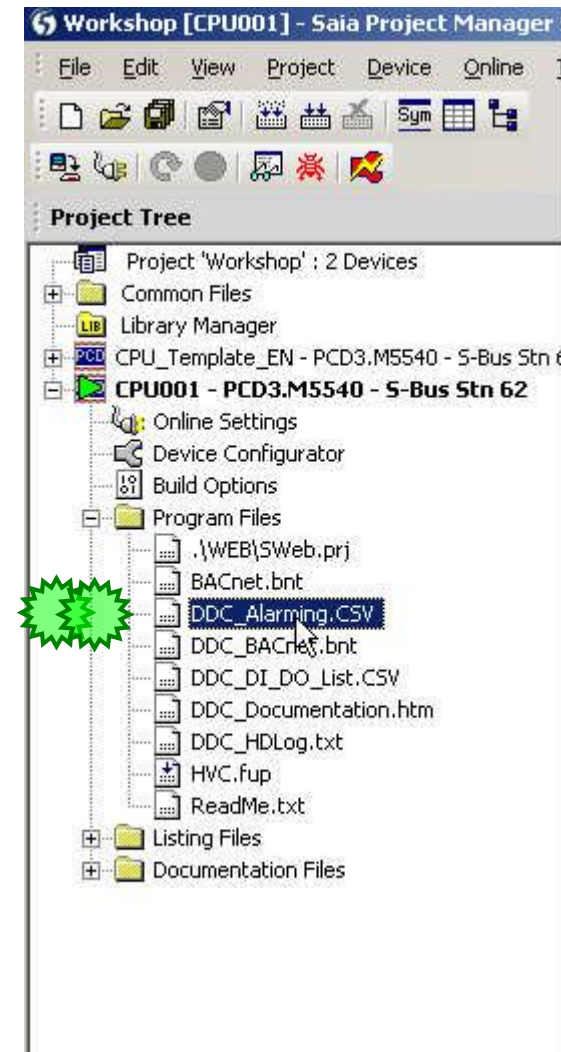 Workshop [CPU001] - Saia Project Manager
File Edit View Project Device Online
Sym
Project Tree
Project 'Workshop' : 2 Devices
Common Files
LIB Library Manager
PCD CPU_Template_EN - PCD3.M5540 - S-Bus Stn
CPU001 - PCD3.M5540 - S-Bus Stn 62
Online Settings
Device Configurator
Build Options
Program Files
.\WEB\SWeb.prj
BACnet.bnt
DDC_Alarming.CSV
DDC_BACnet.bnt
DDC_DI_DO_List.CSV
DDC_Documentation.htm
DDC_HDLog.txt
HVC.fup
ReadMe.txt
Listing Files
Documentation Files